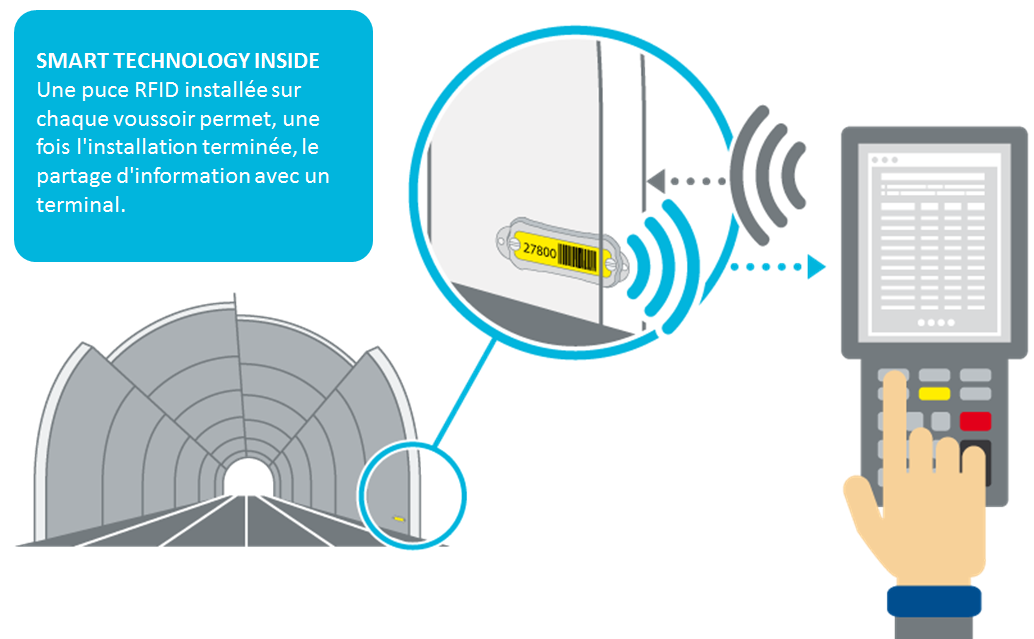 SMART TECHNOLOGY INSIDE
Une puce RFID installée sur
chaque voussoir permet, une
fois l'installation terminée, le
partage d'information avec un
terminal.
27800